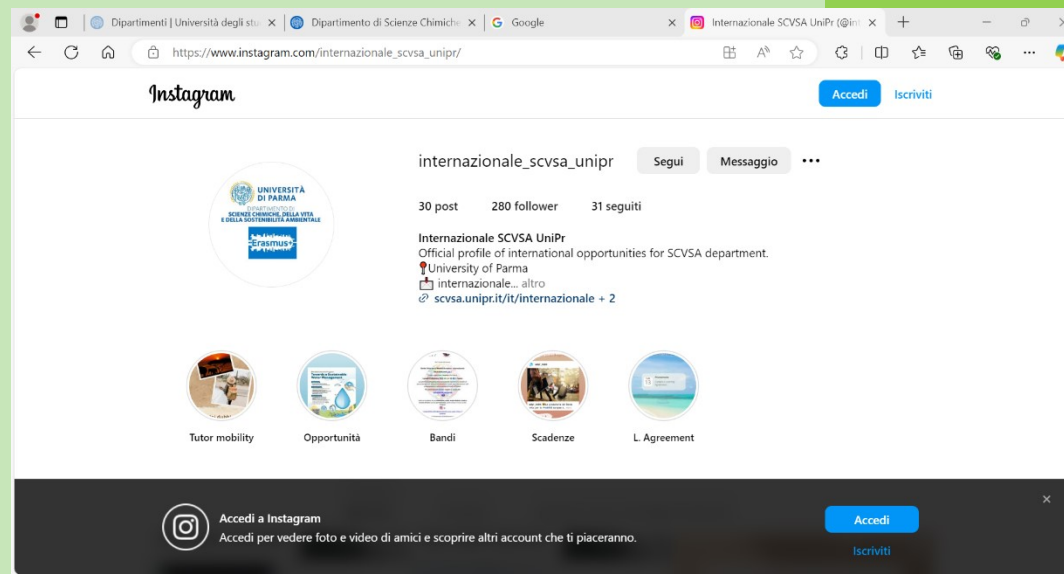 Dipartimenti | Università degli stu
Dipartimento di Scienze Chimiche
Google
Internazionale SCVSA UniPr (@int
https://www.instagram.com/internazionale_scvsa_unipr/
Instagram
Accedi
Iscriviti
internazionale_scvsa_unipr
Segui
Messaggio
30 post
280 follower
31 seguiti
UNIVERSITÀ
DI PARMA
DIPARTIMENTO DI
SCIENZE CHIMICHE, DELLA VITA
E DELLA SOSTENIBILITÀ AMBIENTALE
Erasmus+
Internazionale SCVSA UniPr
Official profile of international opportunities for SCVSA department.
University of Parma
internazionale... altro
scvsa.unipr.it/it/internazionale + 2
Tutor mobility
Opportunità
Bandi
Scadenze
L. Agreement
Accedi a Instagram
Accedi per vedere foto e video di amici e scoprire altri account che ti piaceranno.
Accedi
Iscriviti